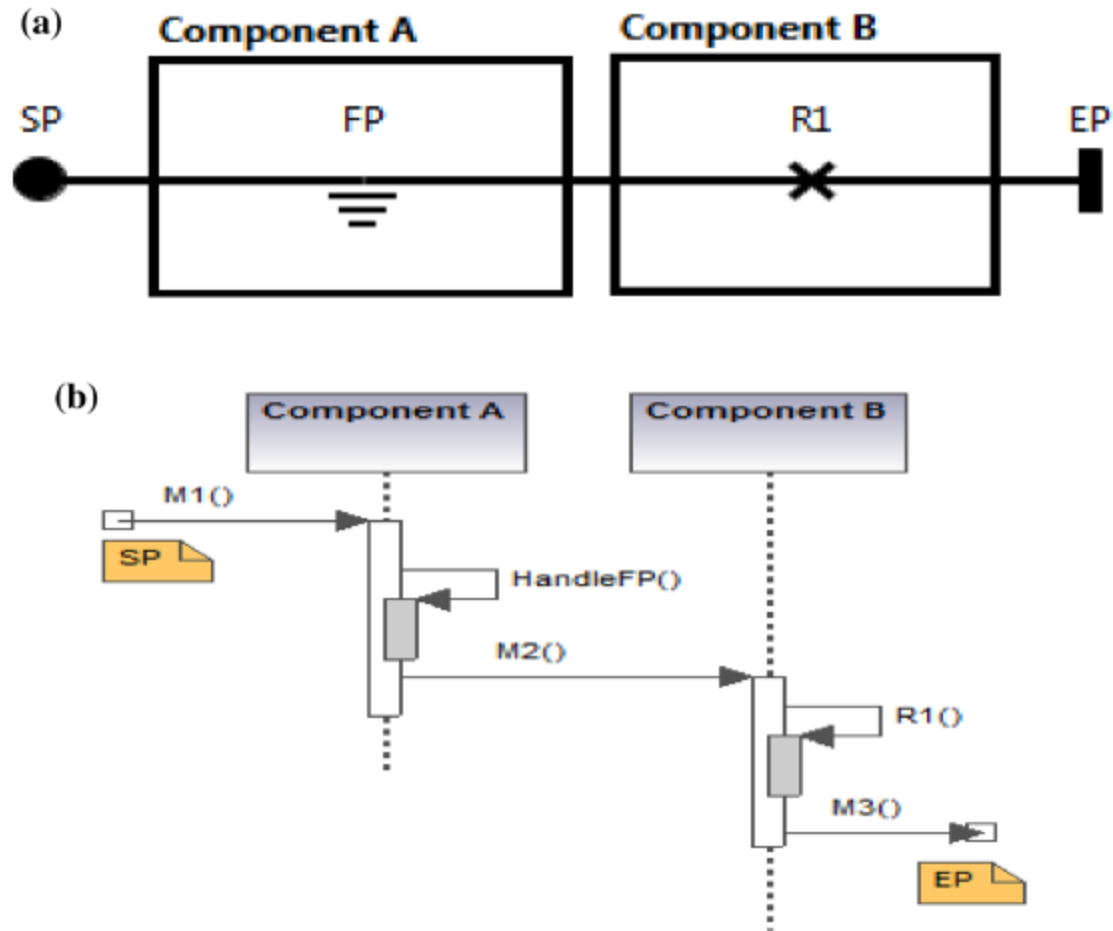 (a)
Component A
Component B
SP
FP
R1
EP
(b)
Component A
Component B
M1()
SP
HandleFP()
M2()
R1()
M3()
EP